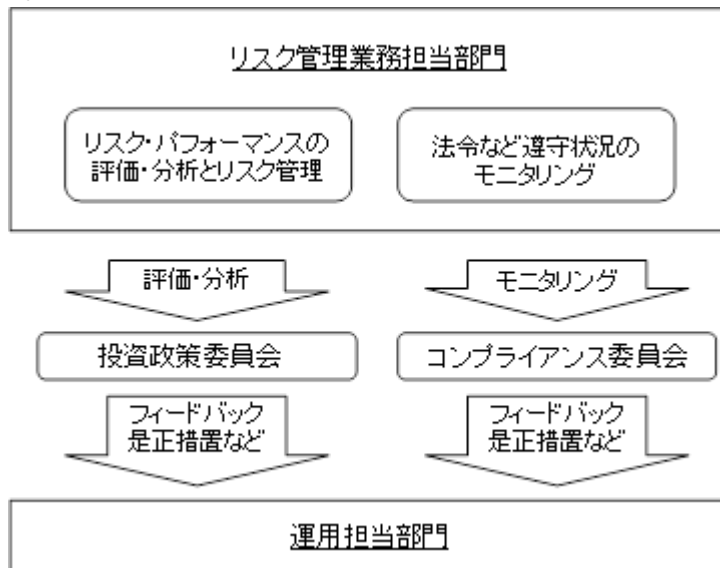 リスク管理業務担当部門
リスク・パフォーマンスの
評価・分析とリスク管理
法令など遵守状況の
モニタリング
評価・分析
モニタリング
投資政策委員会
コンプライアンス委員会
フィードバック
是正措置など
フィードバック
是正措置など
運用担当部門